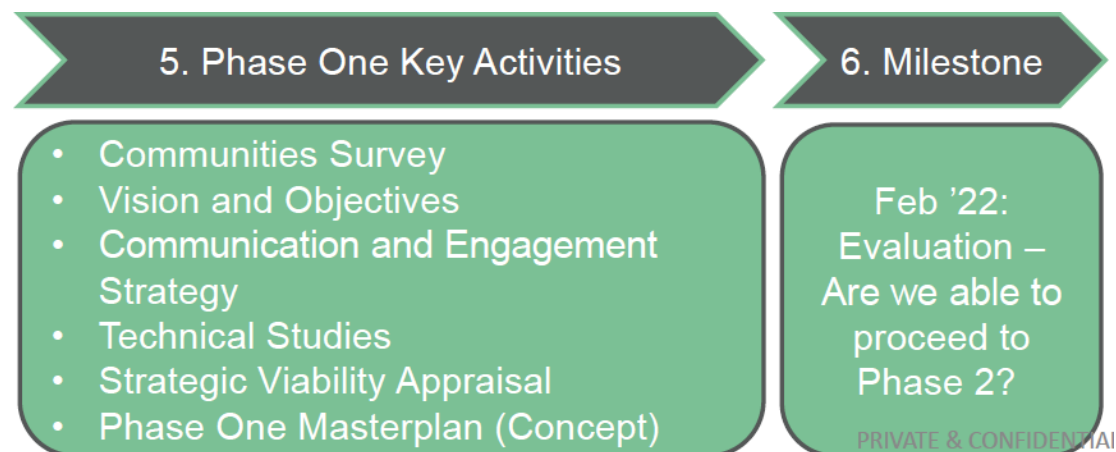 5. Phase One Key Activities
6. Milestone
• Communities Survey
• Vision and Objectives
• Communication and Engagement
Strategy
• Technical Studies
• Strategic Viability Appraisal
• Phase One Masterplan (Concept)
Feb ’22:
Evaluation –
Are we able to
proceed to
Phase 2?
PRIVATE & CONFIDENTIAL